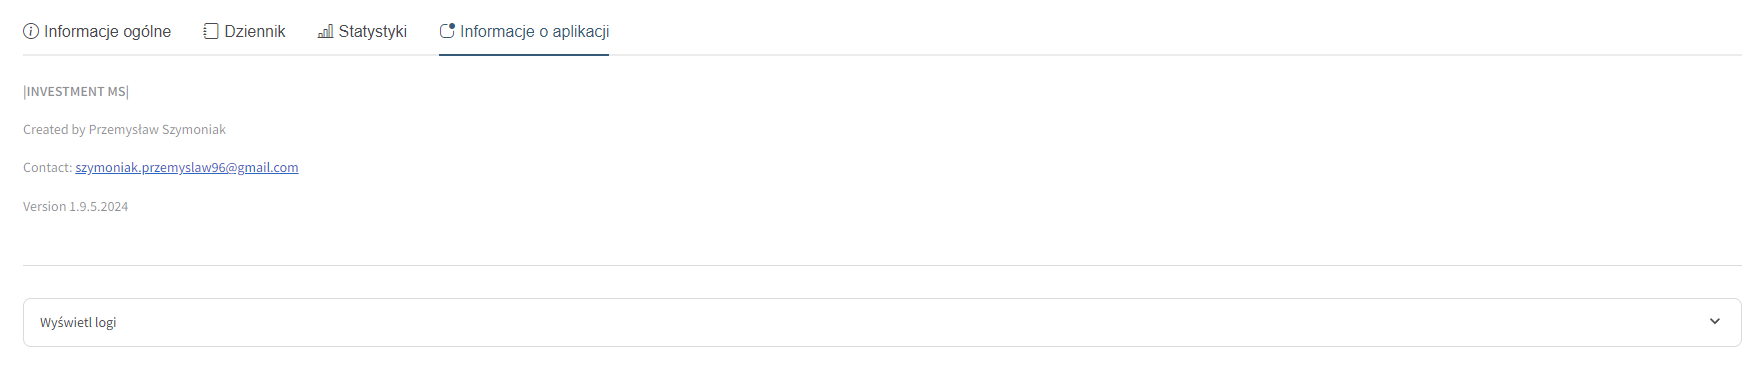 Informacje ogólne Dziennik Statystyki Informacje o aplikacji
|INVESTMENT MS|
Created by Przemysław Szymoniak
Contact: szymoniak.przemyslaw96@gmail.com
Version 1.9.5.2024
Wyświetl logi